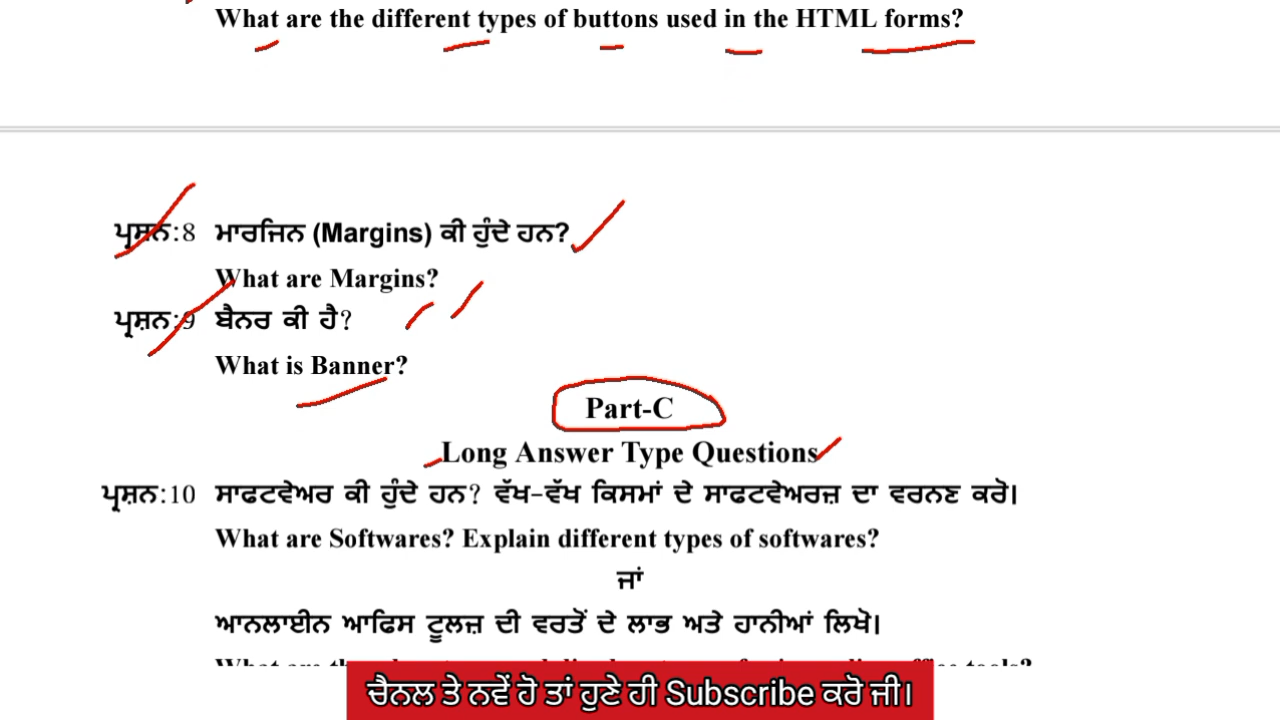 What are the different types of buttons used in the HTML forms?
ਪ੍ਰਸ਼ਨ:8 ਮਾਰਜਿਨ (Margins) ਕੀ ਹੁੰਦੇ ਹਨ?
What are Margins?
ਪ੍ਰਸ਼ਨ:9 ਬੈਨਰ ਕੀ ਹੈ?
What is Banner?
Part-C
Long Answer Type Questions
ਪ੍ਰਸ਼ਨ:10 ਸਾਫਟਵੇਅਰ ਕੀ ਹੁੰਦੇ ਹਨ? ਵੱਖ-ਵੱਖ ਕਿਸਮਾਂ ਦੇ ਸਾਫਟਵੇਅਰਜ਼ ਦਾ ਵਰਨਣ ਕਰੋ।
What are Softwares? Explain different types of softwares?
ਜਾਂ
ਆਨਲਾਈਨ ਆਫਿਸ ਟੂਲਜ਼ ਦੀ ਵਰਤੋਂ ਦੇ ਲਾਭ ਅਤੇ ਹਾਨੀਆਂ ਲਿਖੋ।
ਚੈਨਲ ਤੇ ਨਵੇਂ ਹੋ ਤਾਂ ਹੁਣੇ ਹੀ Subscribe ਕਰੋ ਜੀ।